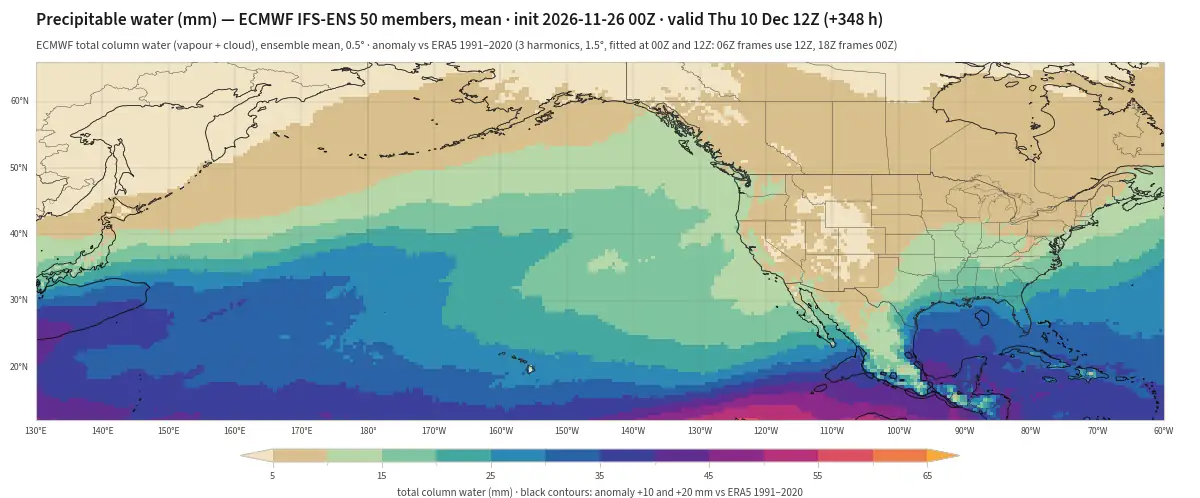 Precipitable water (mm) — ECMWF IFS-ENS 50 members, mean · init 2026-11-26 00Z · valid Thu 10 Dec 12Z (+348 h)
ECMWF total column water (vapour + cloud), ensemble mean, 0.5° · anomaly vs ERA5 1991–2020 (3 harmonics, 1.5°, fitted at 00Z and 12Z: 06Z frames use 12Z, 18Z frames 00Z)
60°N
50°N
40°N
30°N
20°N
130°E 140°E 150°E 160°E 170°E 180° 170°W 160°W 150°W 140°W 130°W 120°W 110°W 100°W 90°W 80°W 70°W 60°W
5 15 25 35 45 55 65
total column water (mm) · black contours: anomaly +10 and +20 mm vs ERA5 1991–2020